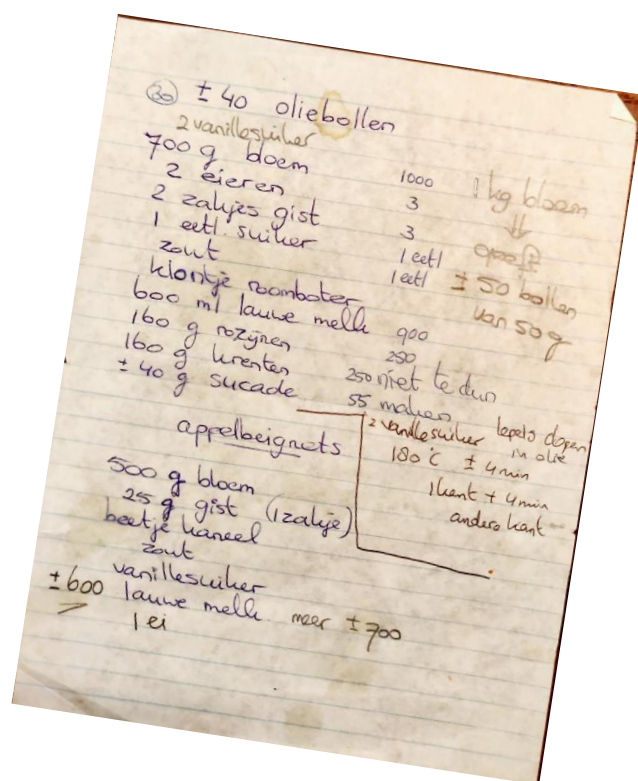 30 ± 40 oliebollen
2 vanillesuiker
700 g bloem 1000
2 eieren 3
2 zakjes gist 3
1 eetl. suiker 1 eetl
zout 1 eetl
klontje roomboter
600 ml lauwe melk 900
160 g rozijnen 250
160 g krenten 250 niet te dun
± 40 g sucade 55 maken
1 kg bloem
⇓
geeft
± 50 bollen
van 50 g
2 vanillesuiker lepels dopen
in olie
180°C ± 4 min
1 kant + 4 min
andere kant
appelbeignets
500 g bloem
25 g gist (1 zakje)
beetje kaneel
zout
vanillesuiker
±600 lauwe melk meer ±700
1 ei